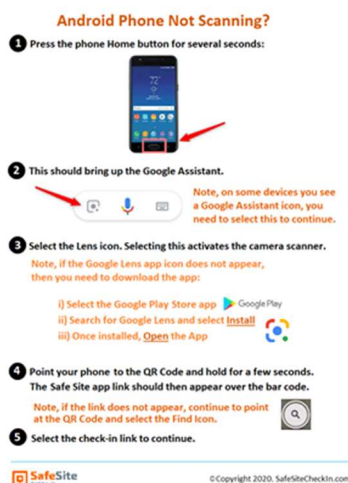 Android Phone Not Scanning?
1 Press the phone Home button for several seconds:
72°
2 This should bring up the Google Assistant.
Note, on some devices you see
a Google Assistant icon, you
need to select this to continue.
3 Select the Lens icon. Selecting this activates the camera scanner.
Note, if the Google Lens app icon does not appear,
then you need to download the app:
i) Select the Google Play Store app Google Play
ii) Search for Google Lens and select Install
iii) Once installed, Open the App
4 Point your phone to the QR Code and hold for a few seconds.
The Safe Site app link should then appear over the bar code.
Note, if the link does not appear, continue to point
at the QR Code and select the Find Icon.
5 Select the check-in link to continue.
SafeSite
©Copyright 2020. SafeSiteCheckIn.com